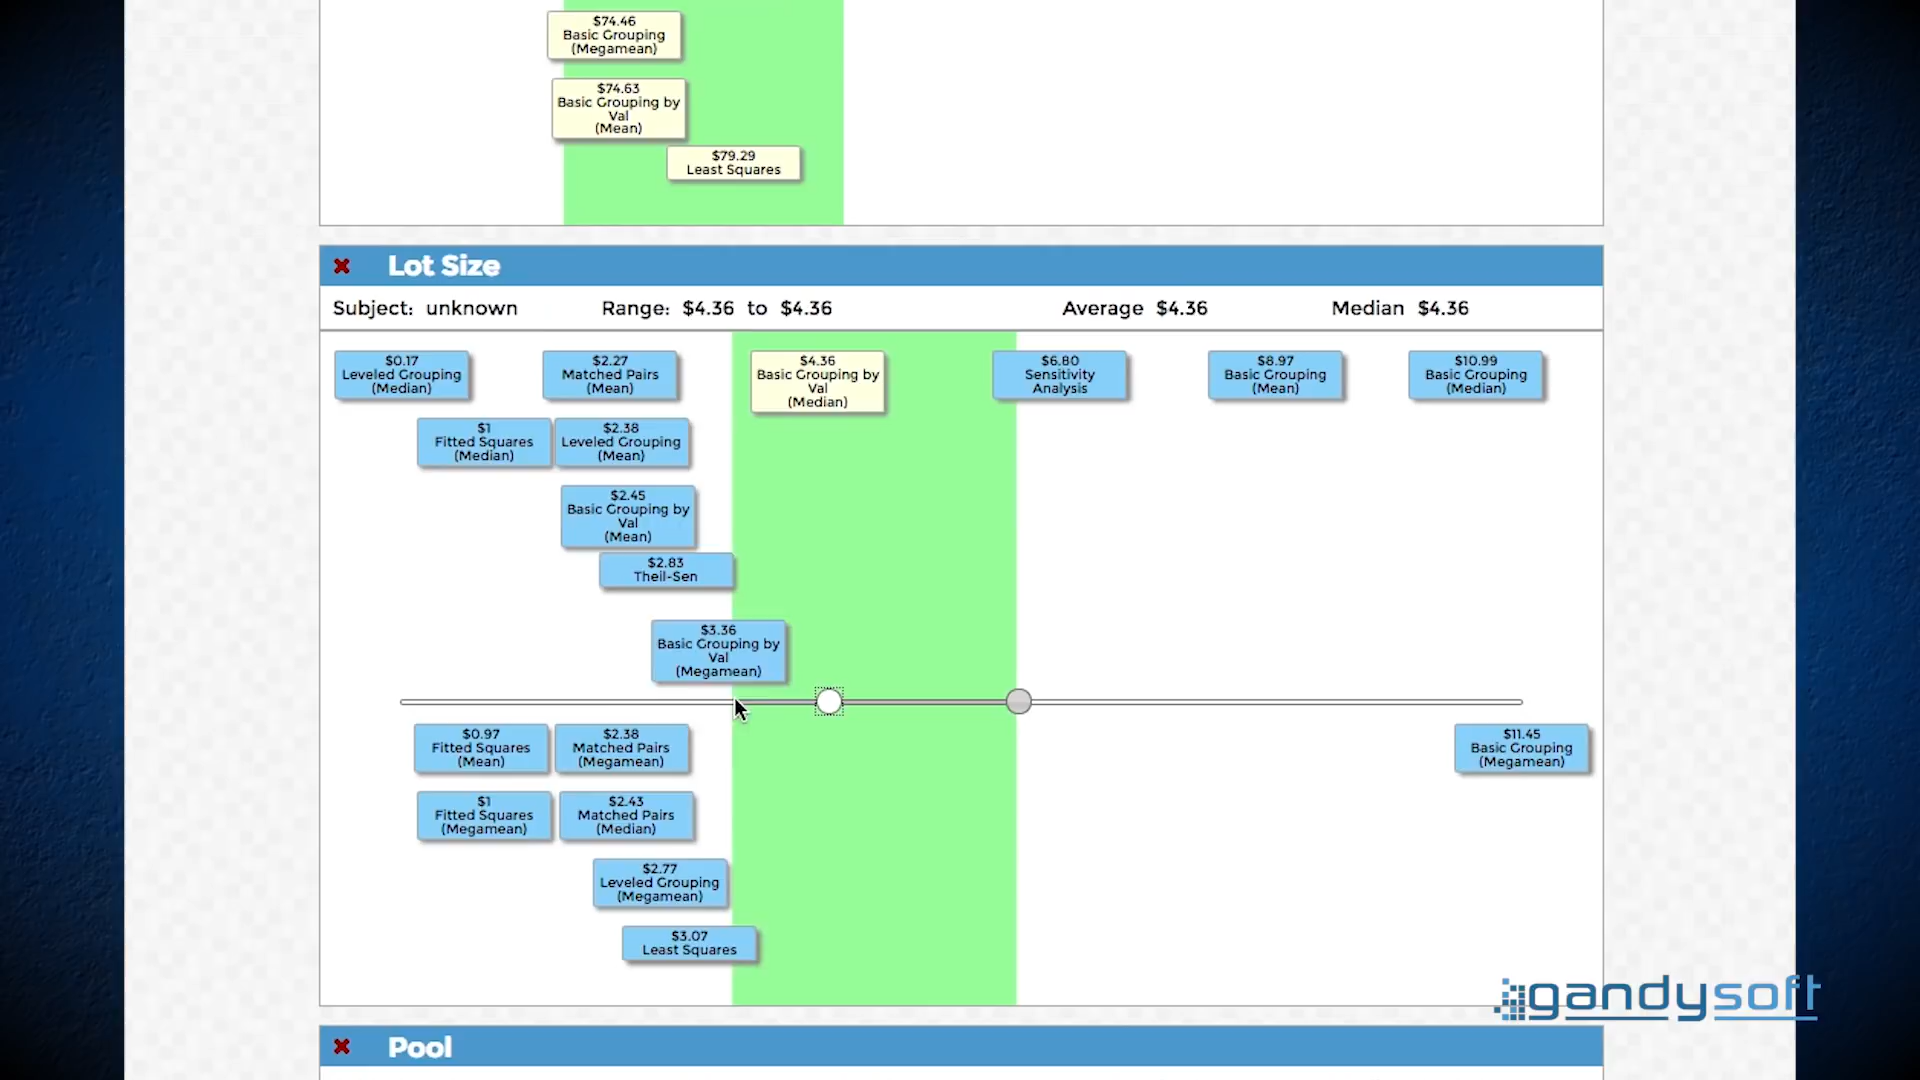 $74.46
Basic Grouping
(Megamean)
$74.63
Basic Grouping by
Val
(Mean)
$79.29
Least Squares
Lot Size
Subject: unknown Range: $4.36 to $4.36 Average $4.36 Median $4.36
$0.17
Leveled Grouping
(Median)
$2.27
Matched Pairs
(Mean)
$4.36
Basic Grouping by
Val
(Median)
$6.80
Sensitivity
Analysis
$8.97
Basic Grouping
(Mean)
$10.99
Basic Grouping
(Median)
$1
Fitted Squares
(Median)
$2.38
Leveled Grouping
(Mean)
$2.45
Basic Grouping by
Val
(Mean)
$2.83
Theil-Sen
$3.36
Basic Grouping by
Val
(Megamean)
$0.97
Fitted Squares
(Mean)
$2.38
Matched Pairs
(Megamean)
$11.45
Basic Grouping
(Megamean)
$1
Fitted Squares
(Megamean)
$2.43
Matched Pairs
(Median)
$2.77
Leveled Grouping
(Megamean)
$3.07
Least Squares
gandysoft
Pool